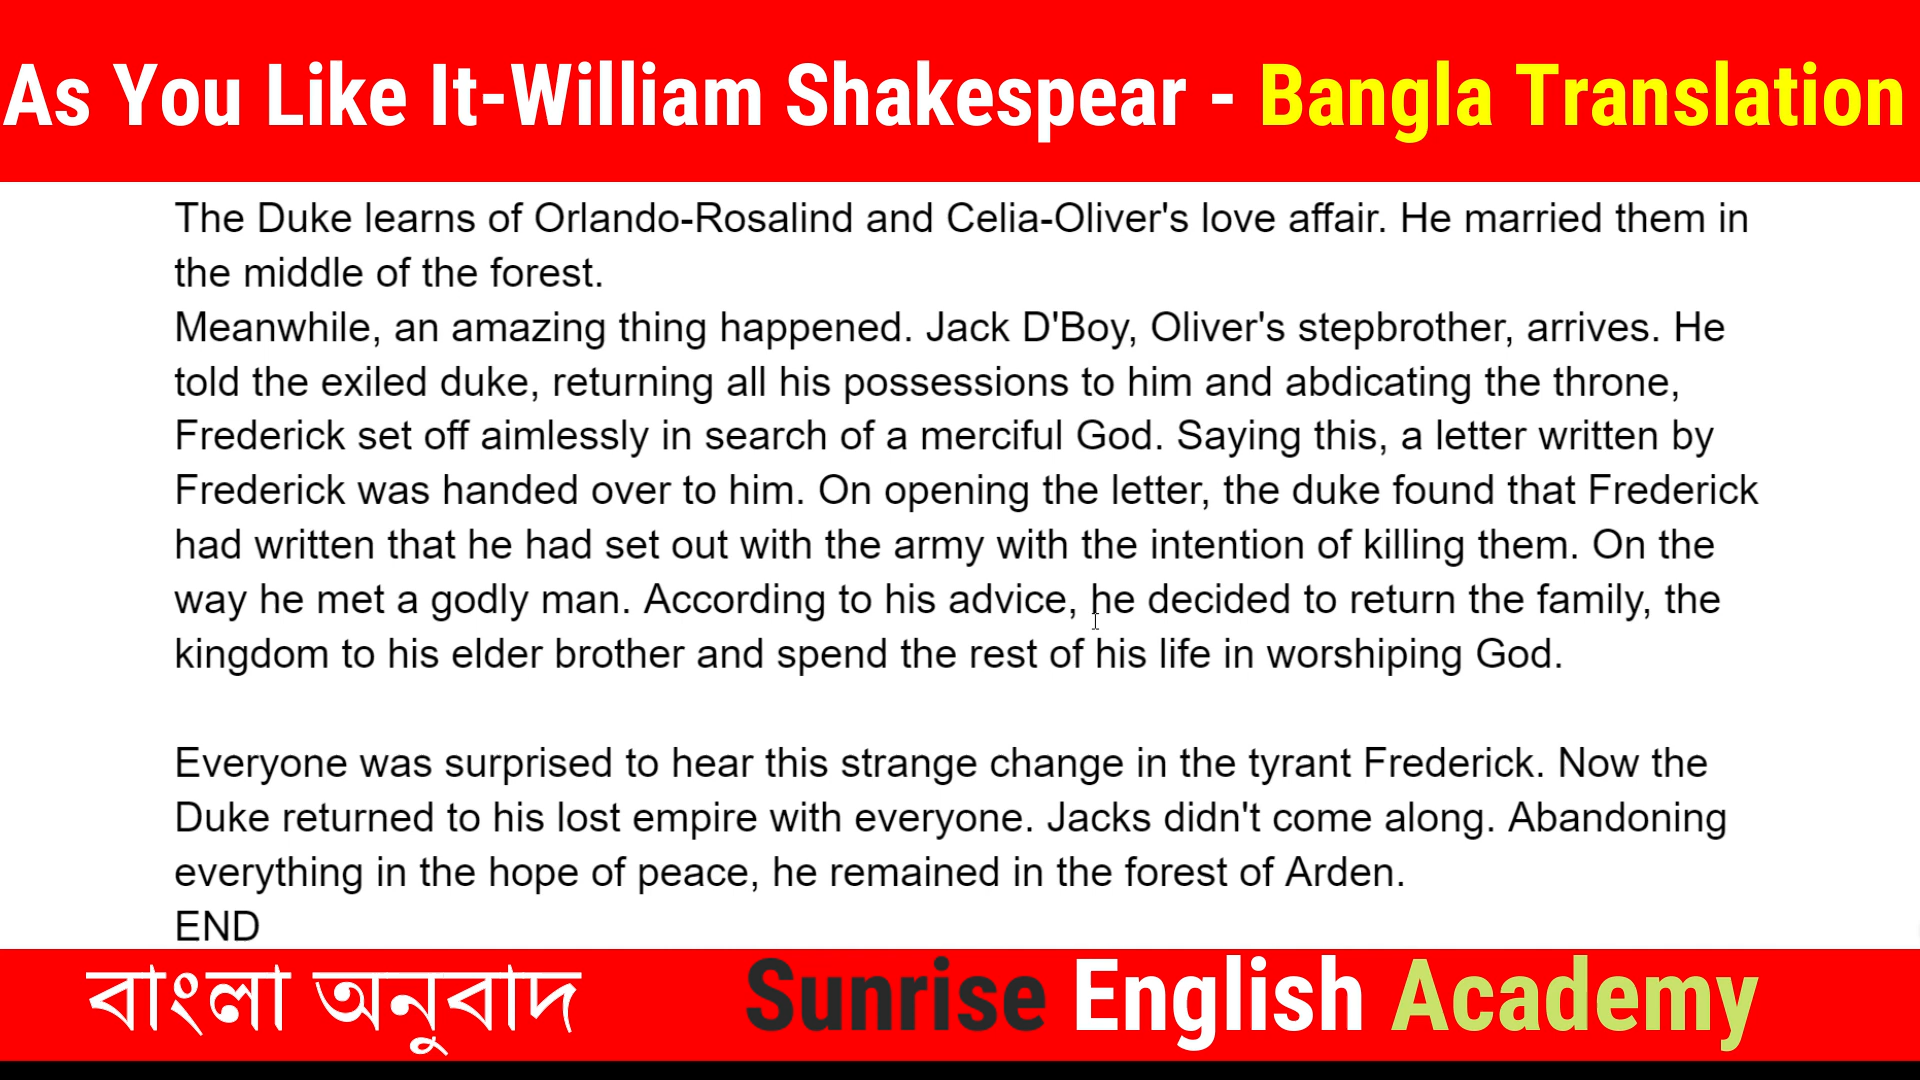 As You Like It-William Shakespear - Bangla Translation
The Duke learns of Orlando-Rosalind and Celia-Oliver's love affair. He married them in
the middle of the forest.
Meanwhile, an amazing thing happened. Jack D'Boy, Oliver's stepbrother, arrives. He
told the exiled duke, returning all his possessions to him and abdicating the throne,
Frederick set off aimlessly in search of a merciful God. Saying this, a letter written by
Frederick was handed over to him. On opening the letter, the duke found that Frederick
had written that he had set out with the army with the intention of killing them. On the
way he met a godly man. According to his advice, he decided to return the family, the
kingdom to his elder brother and spend the rest of his life in worshiping God.
Everyone was surprised to hear this strange change in the tyrant Frederick. Now the
Duke returned to his lost empire with everyone. Jacks didn't come along. Abandoning
everything in the hope of peace, he remained in the forest of Arden.
END
বাংলা অনুবাদ Sunrise English Academy